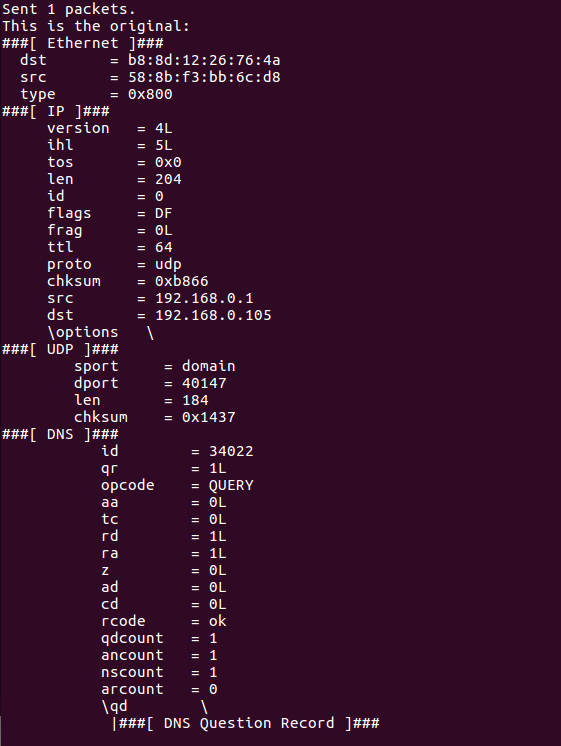 Sent 1 packets.
This is the original:
###[ Ethernet ]###
  dst       = b8:8d:12:26:76:4a
  src       = 58:8b:f3:bb:6c:d8
  type      = 0x800
###[ IP ]###
     version   = 4L
     ihl       = 5L
     tos       = 0x0
     len       = 204
     id        = 0
     flags     = DF
     frag      = 0L
     ttl       = 64
     proto     = udp
     chksum    = 0xb866
     src       = 192.168.0.1
     dst       = 192.168.0.105
     \options   \
###[ UDP ]###
        sport     = domain
        dport     = 40147
        len       = 184
        chksum    = 0x1437
###[ DNS ]###
           id        = 34022
           qr        = 1L
           opcode    = QUERY
           aa        = 0L
           tc        = 0L
           rd        = 1L
           ra        = 1L
           z         = 0L
           ad        = 0L
           cd        = 0L
           rcode     = ok
           qdcount   = 1
           ancount   = 1
           nscount   = 1
           arcount   = 0
           \qd        \
            |###[ DNS Question Record ]###